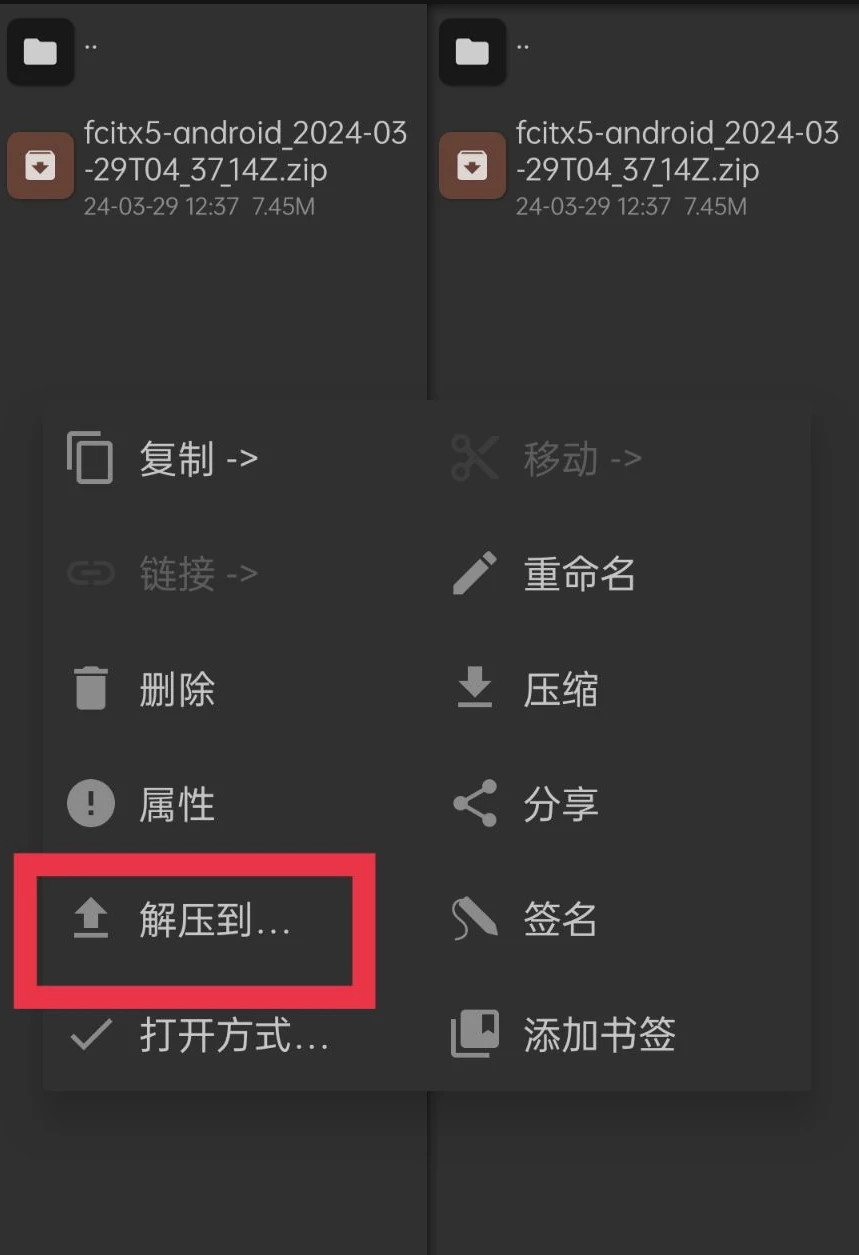 ..
fcitx5-android_2024-03
-29T04_37_14Z.zip
24-03-29 12:37 7.45M
..
fcitx5-android_2024-03
-29T04_37_14Z.zip
24-03-29 12:37 7.45M
复制 ->
移动 ->
链接 ->
重命名
删除
压缩
属性
分享
解压到...
签名
打开方式...
添加书签